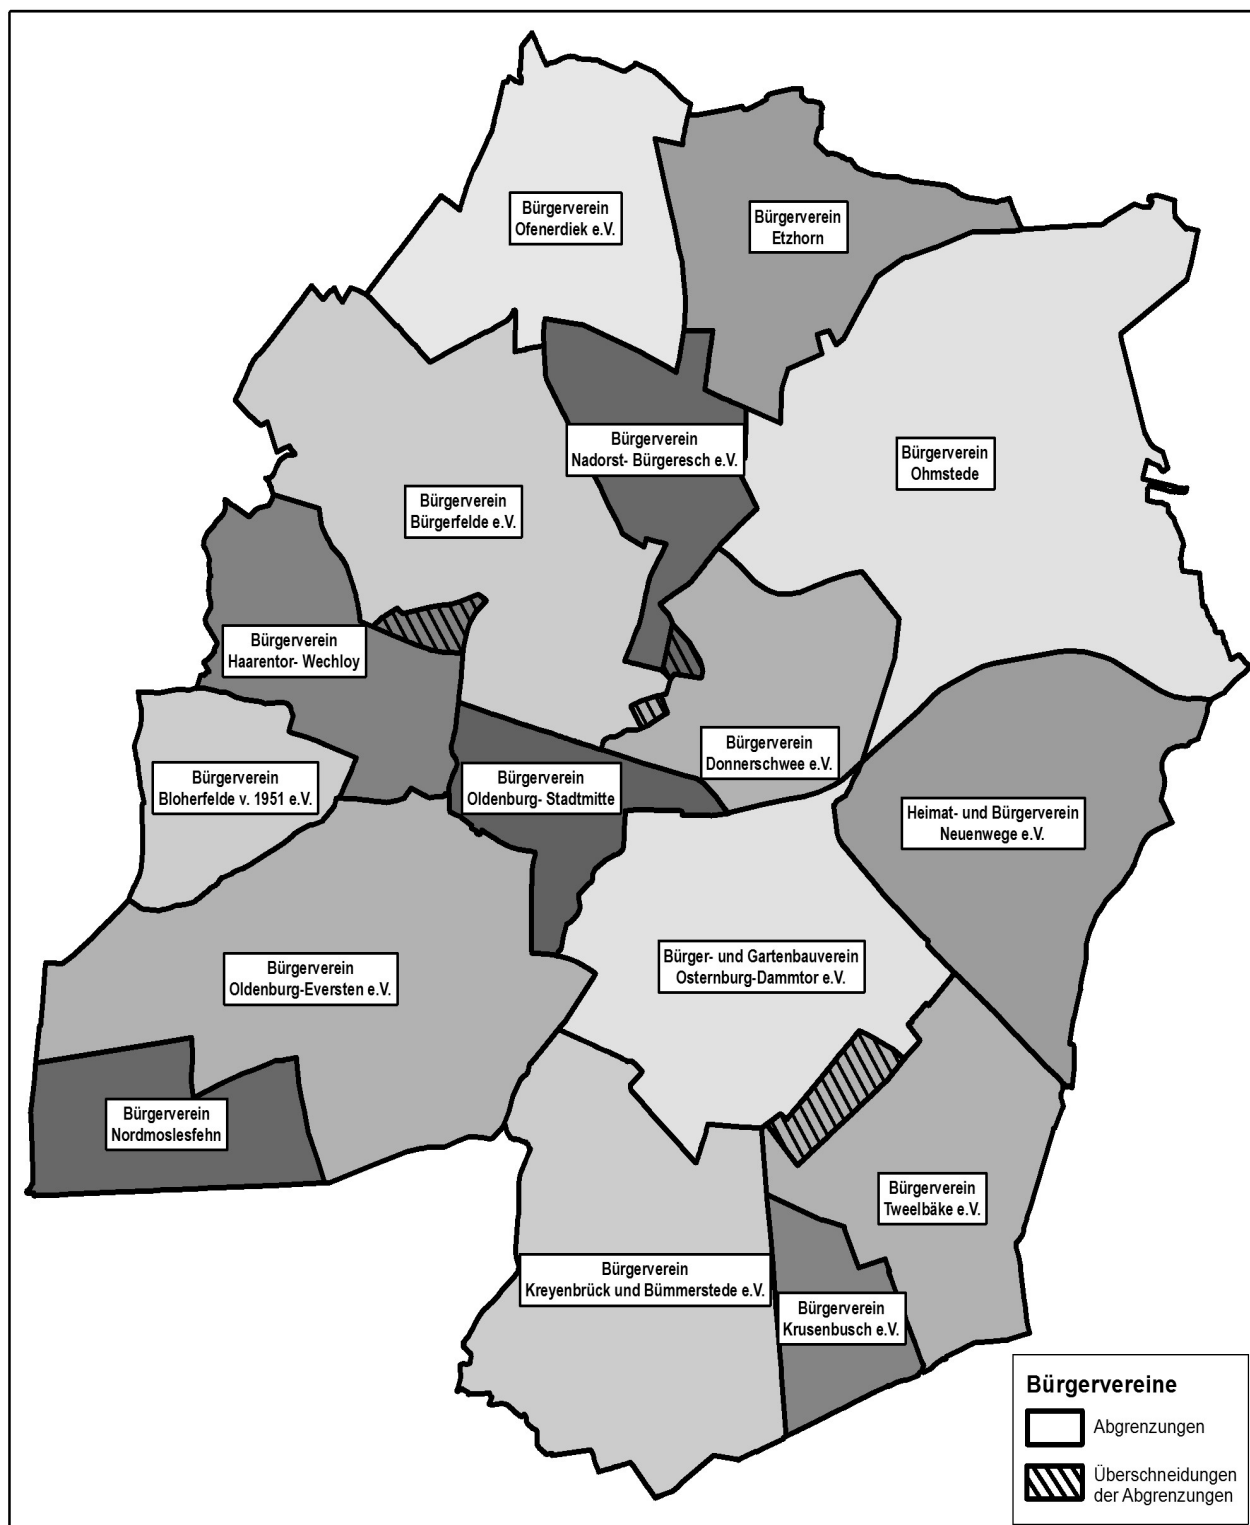 Bürgerverein
Ofenerdiek e.V.
Bürgerverein
Etzhorn
Bürgerverein
Nadorst- Bürgeresch e.V.
Bürgerverein
Ohmstede
Bürgerverein
Bürgerfelde e.V.
Bürgerverein
Haarentor- Wechloy
Bürgerverein
Donnerschwee e.V.
Bürgerverein
Bloherfelde v. 1951 e.V.
Bürgerverein
Oldenburg- Stadtmitte
Heimat- und Bürgerverein
Neuenwege e.V.
Bürger- und Gartenbauverein
Osternburg-Dammtor e.V.
Bürgerverein
Oldenburg-Eversten e.V.
Bürgerverein
Nordmoslesfehn
Bürgerverein
Tweelbäke e.V.
Bürgerverein
Kreyenbrück und Bümmerstede e.V.
Bürgerverein
Krusenbusch e.V.
Bürgervereine
Abgrenzungen
Überschneidungen
der Abgrenzungen